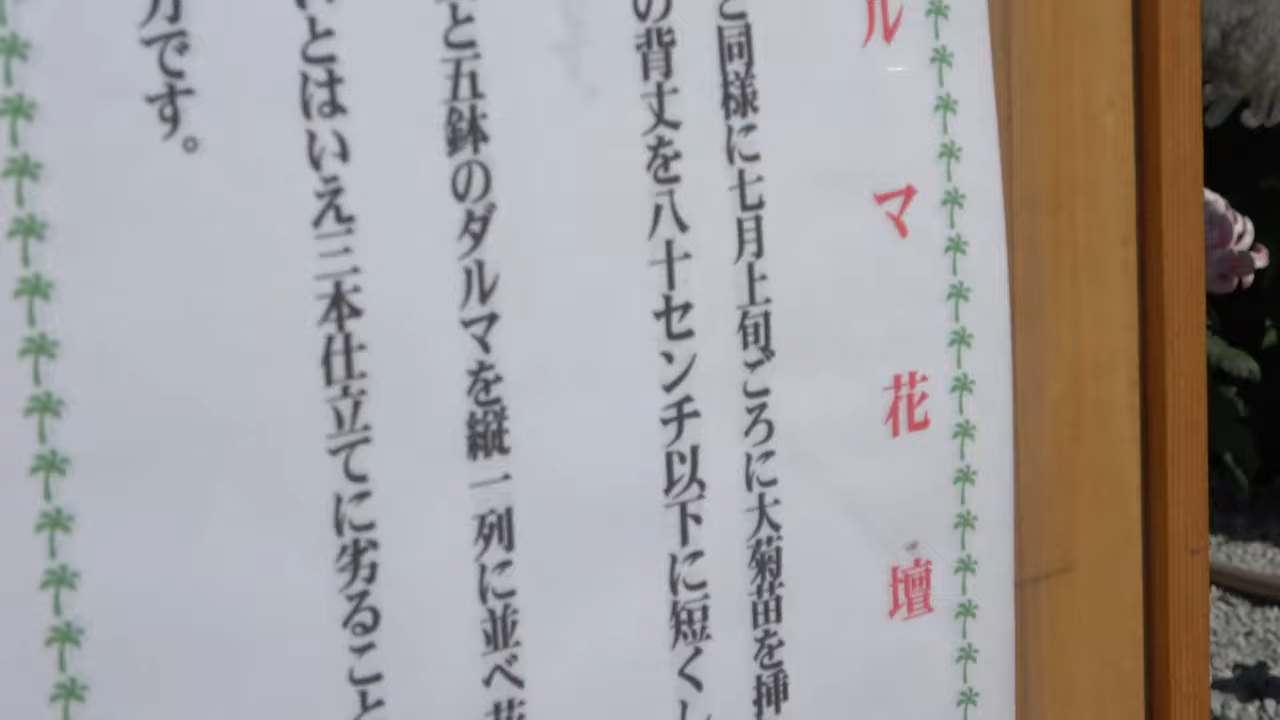 ルマ花壇
と同様に七月上旬ごろに大菊苗を挿
の背丈を八十センチ以下に短くし
と五鉢のダルマを縦一列に並べ花
とはいえ三本仕立てに劣ること
です。